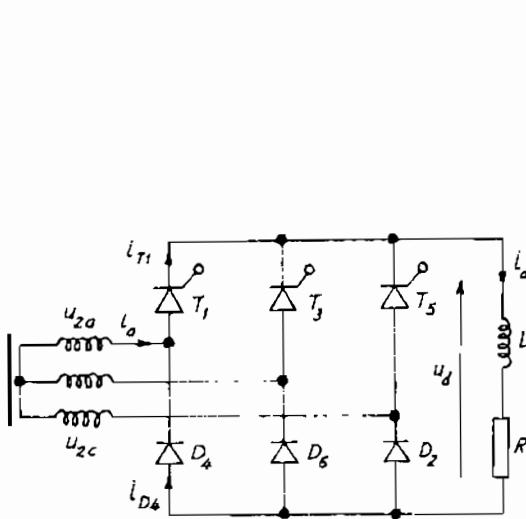 i_T1
T_1
T_3
T_5
i_d
u_2a
i_a
u_d
L
u_2c
D_4
D_6
D_2
R
i_D4